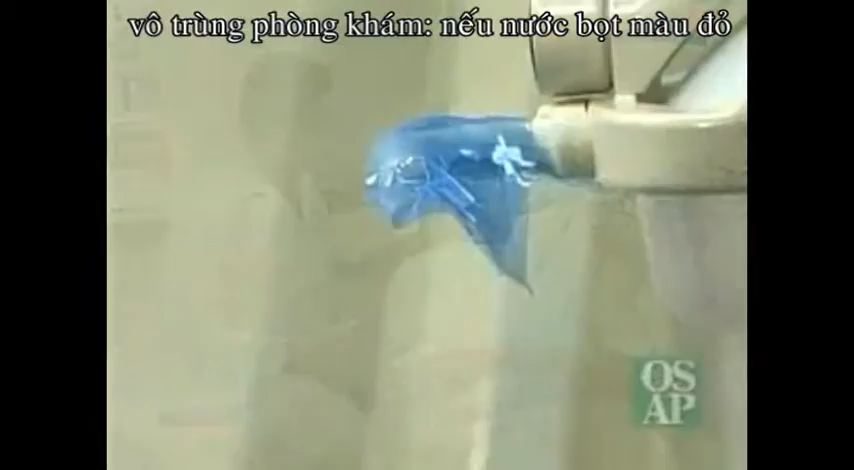 vô trùng phòng khám: nếu nước bọt màu đỏ
OS
AP